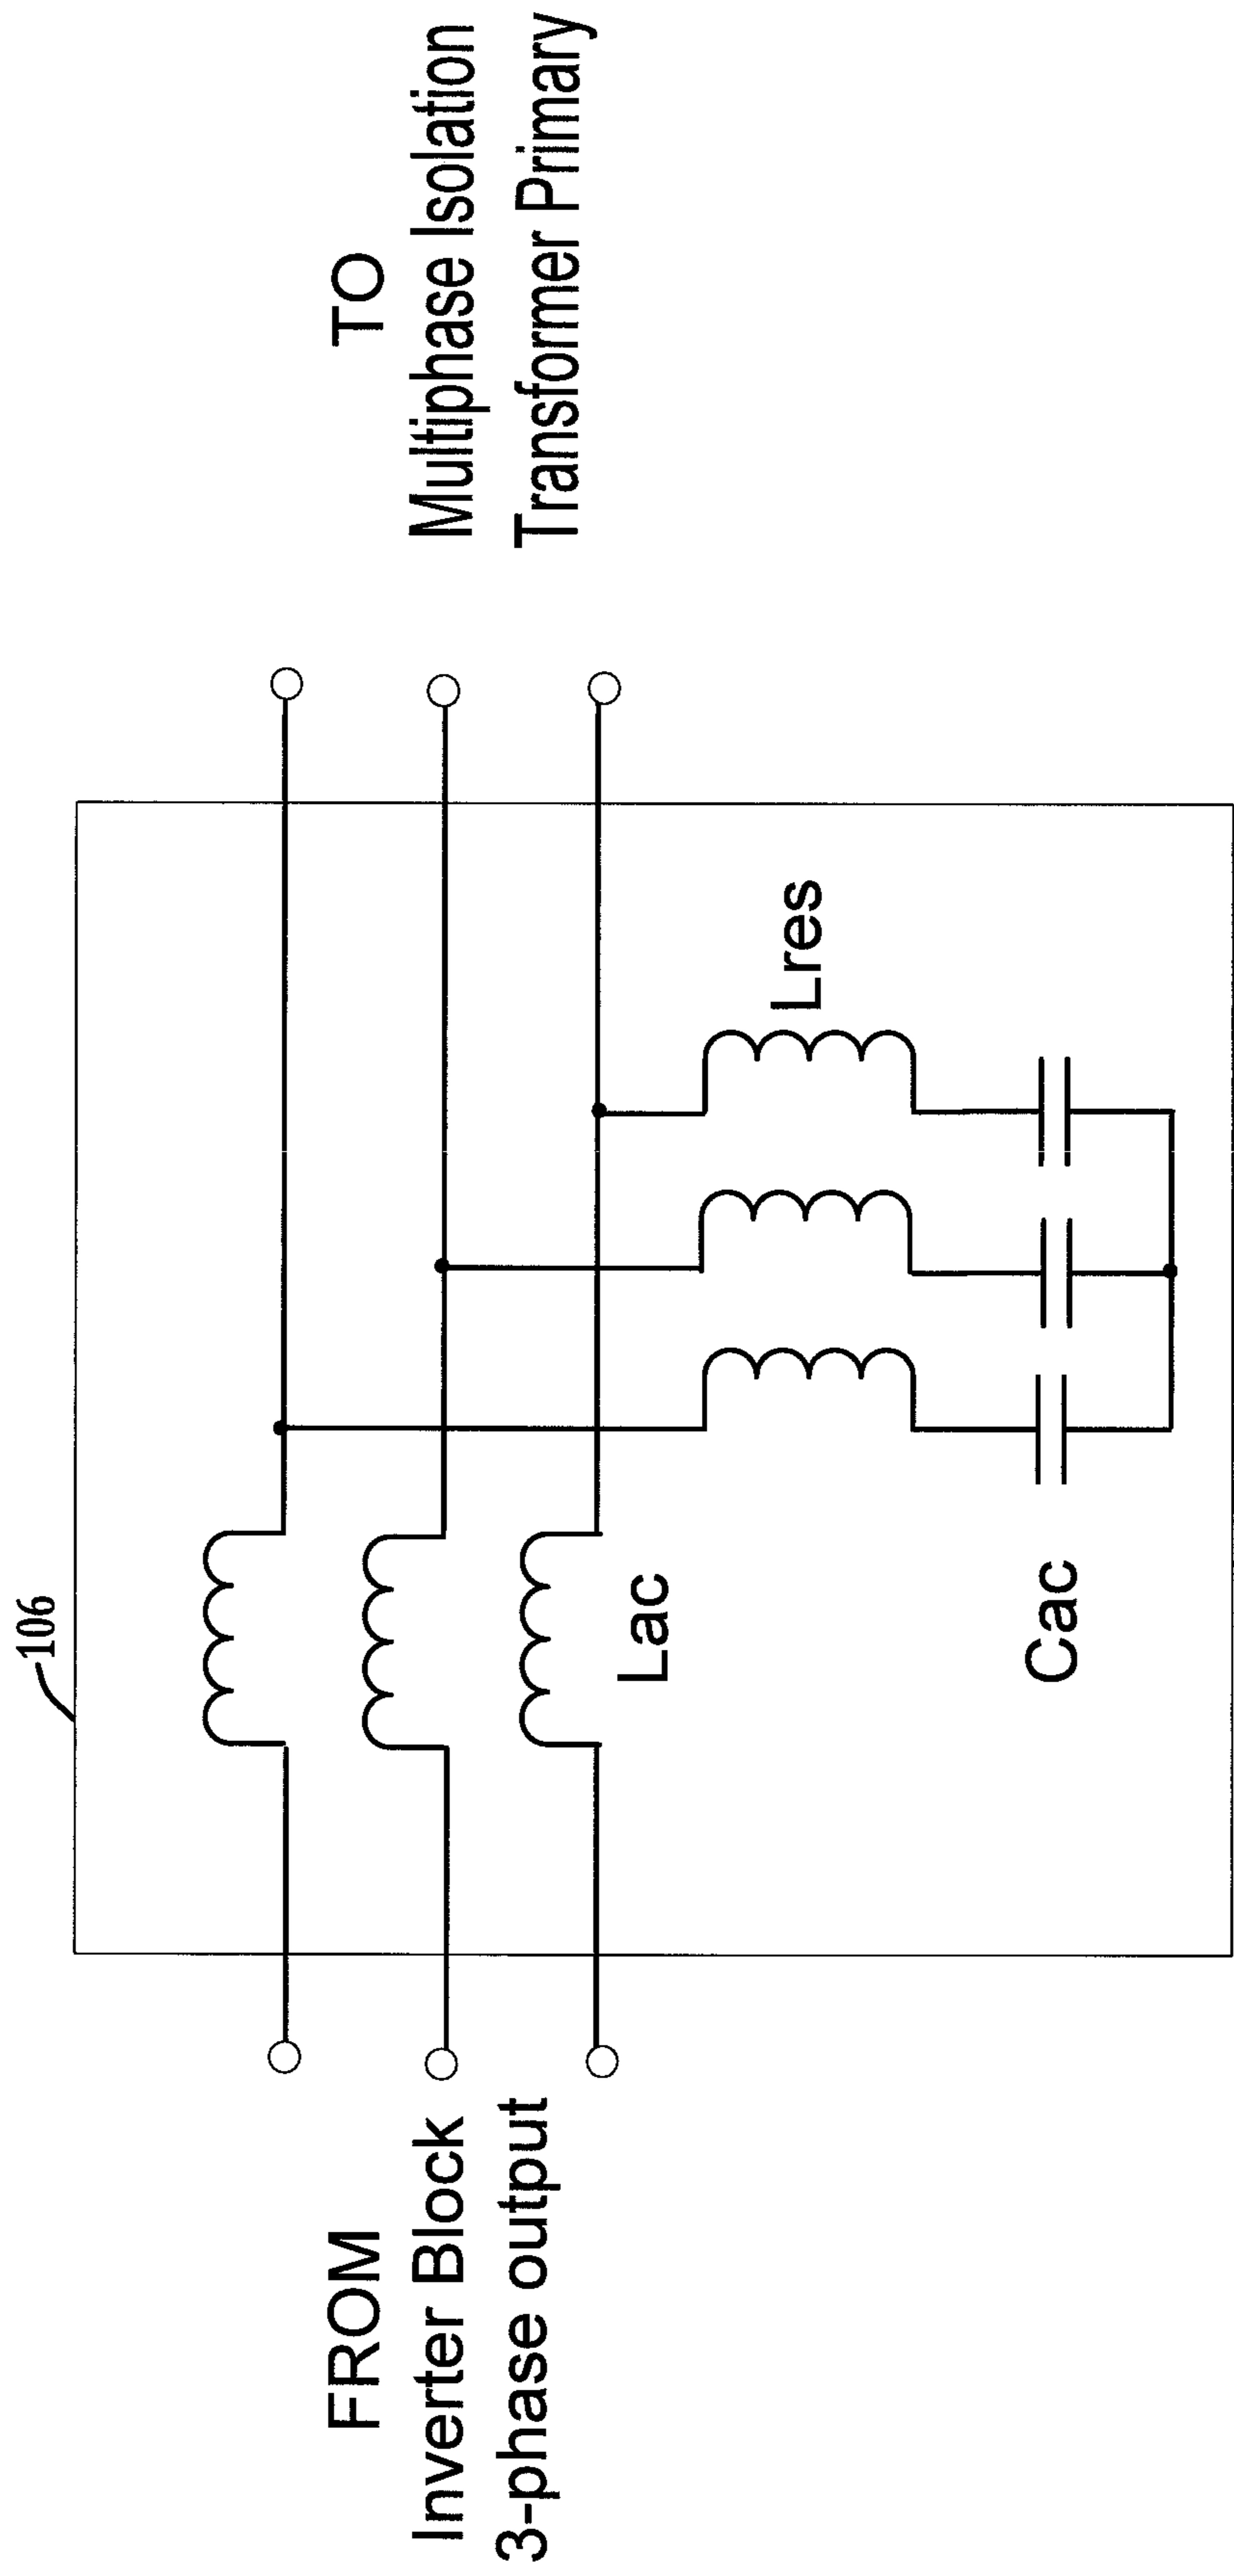 106
FROM
Inverter Block
3-phase output
TO
Multiphase Isolation
Transformer Primary
Lac
Lres
Cac